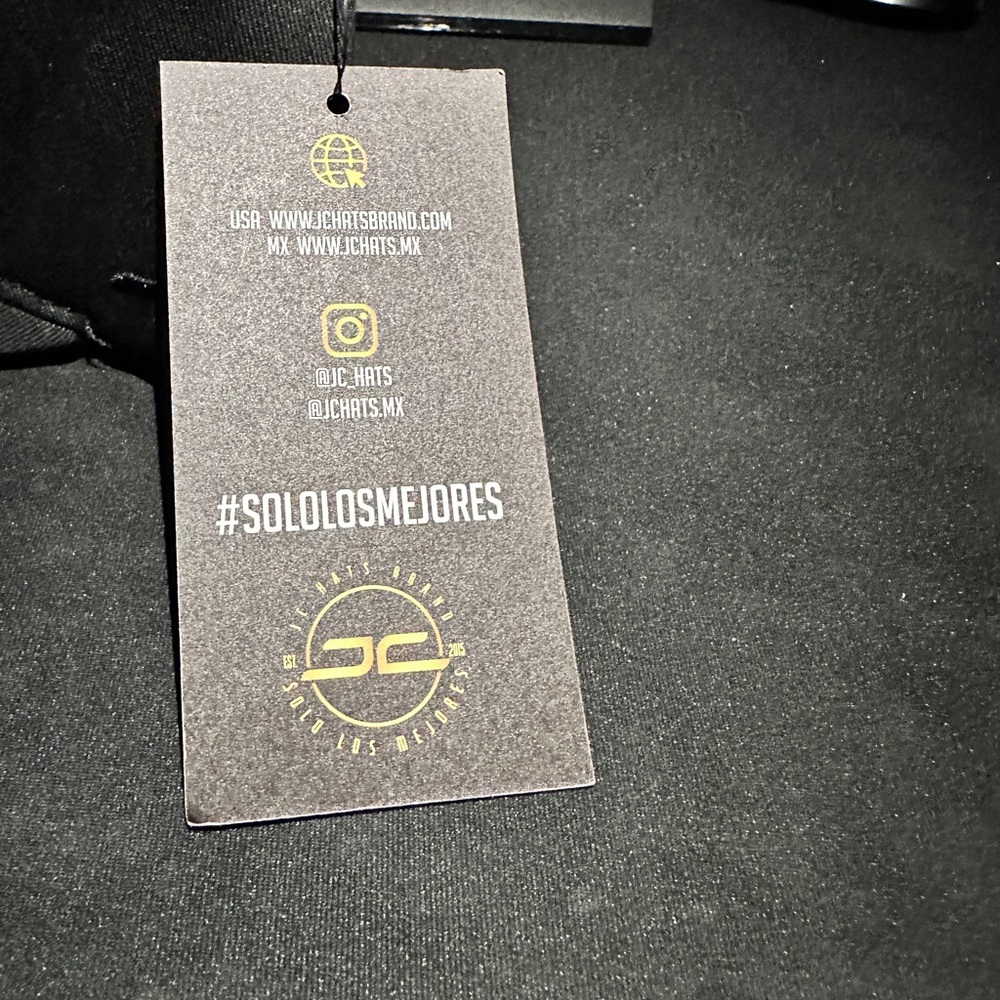 USA WWW.JCHATSBRAND.COM
MX WWW.JCHATS.MX
@JC_HATS
@JCHATS.MX
#SOLOLOSMEJORES
JC HATS BRAND
EST. JC 2015
SOLO LOS MEJORES